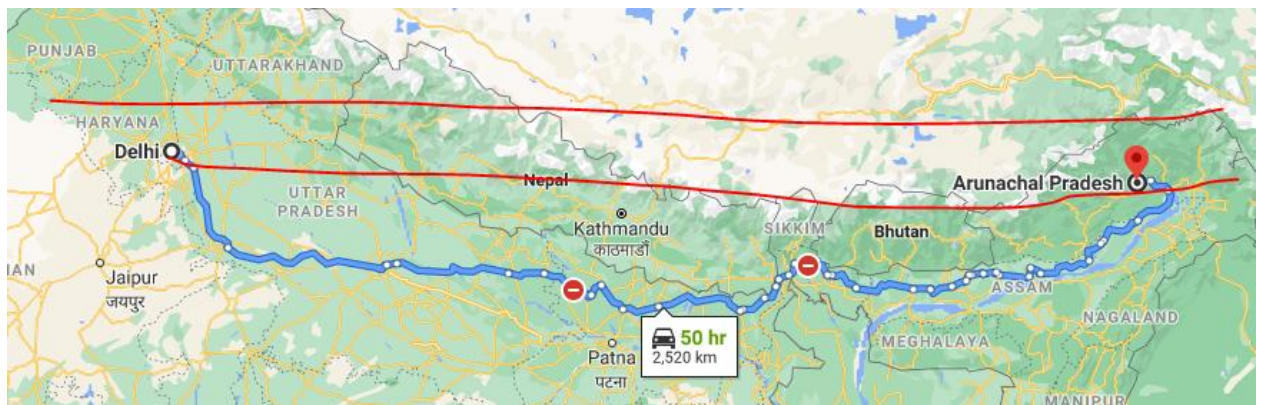 PUNJAB
UTTARAKHAND
HARYANA
Delhi
UTTAR
PRADESH
Nepal
Arunachal Pradesh
Kathmandu
काठमाडौं
SIKKIM
Bhutan
HAN
Jaipur
जयपुर
ASSAM
NAGALAND
50 hr
2,520 km
Patna
पटना
MEGHALAYA
MANIPUR